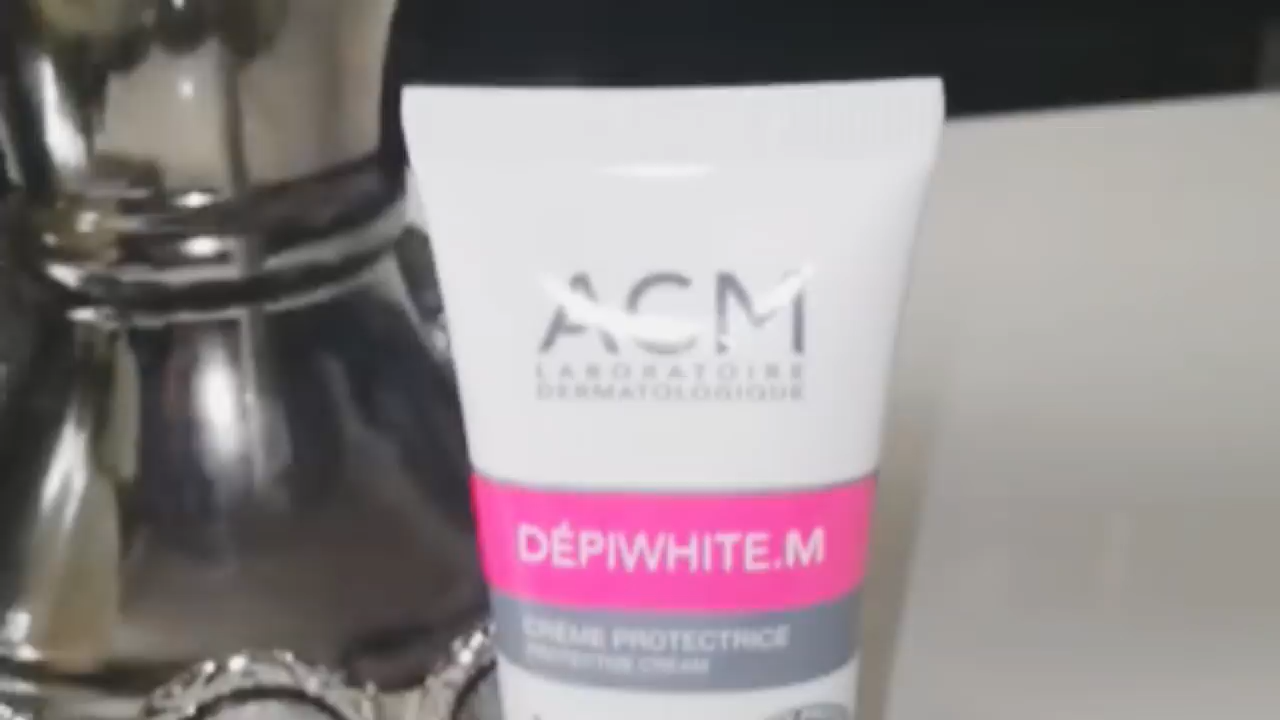 ACM
LABORATOIRE
DERMATOLOGIQUE
DÉPIWHITE.M
CRÈME PROTECTRICE
PROTECTIVE CREAM